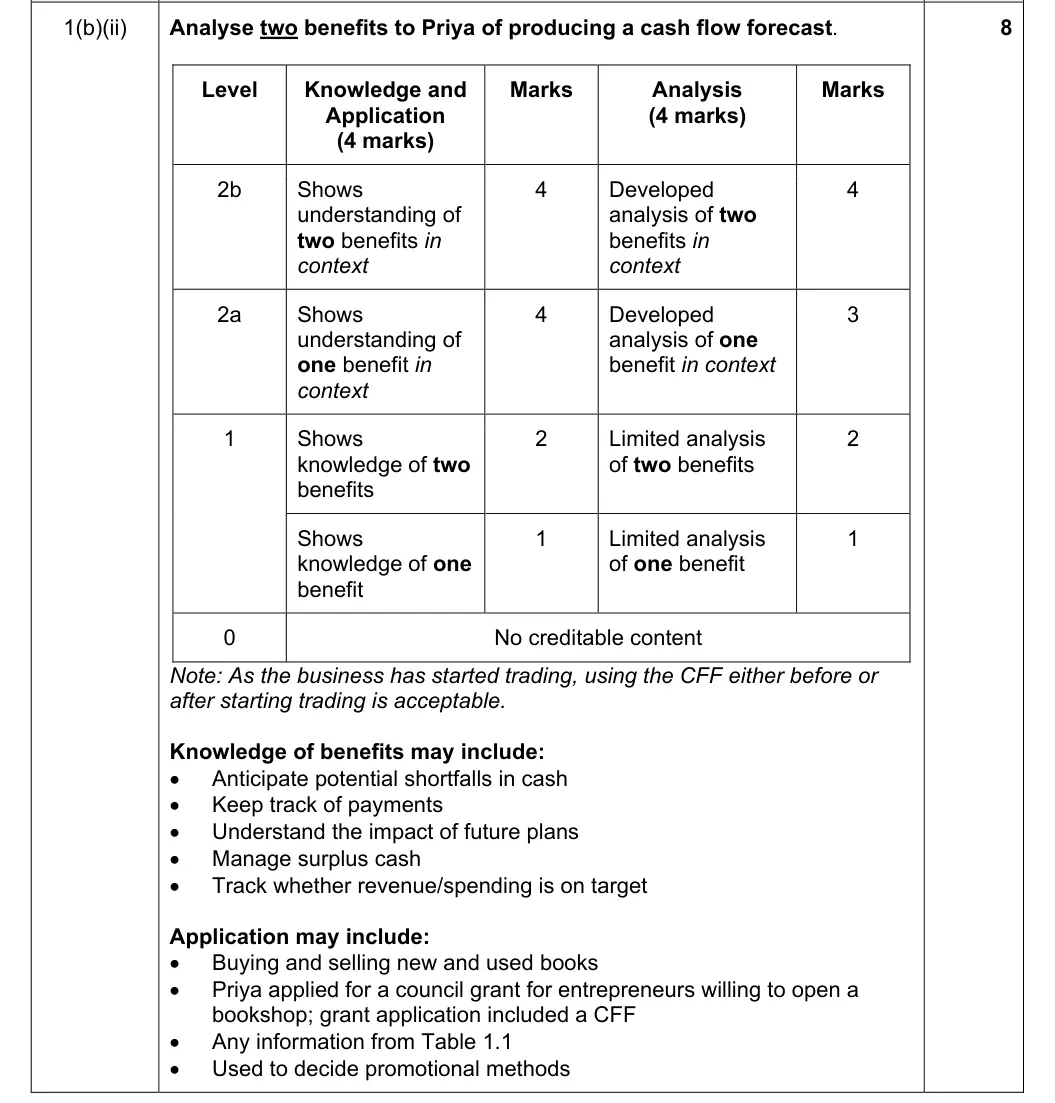 1(b)(ii)
Analyse two benefits to Priya of producing a cash flow forecast.
8
Level
Knowledge and
Application
(4 marks)
Marks
Analysis
(4 marks)
Marks
2b
Shows
understanding of
two benefits in
context
4
Developed
analysis of two
benefits in
context
4
2a
Shows
understanding of
one benefit in
context
4
Developed
analysis of one
benefit in context
3
1
Shows
knowledge of two
benefits
2
Limited analysis
of two benefits
2
Shows
knowledge of one
benefit
1
Limited analysis
of one benefit
1
0
No creditable content
Note: As the business has started trading, using the CFF either before or
after starting trading is acceptable.
Knowledge of benefits may include:
• Anticipate potential shortfalls in cash
• Keep track of payments
• Understand the impact of future plans
• Manage surplus cash
• Track whether revenue/spending is on target
Application may include:
• Buying and selling new and used books
• Priya applied for a council grant for entrepreneurs willing to open a
bookshop; grant application included a CFF
• Any information from Table 1.1
• Used to decide promotional methods